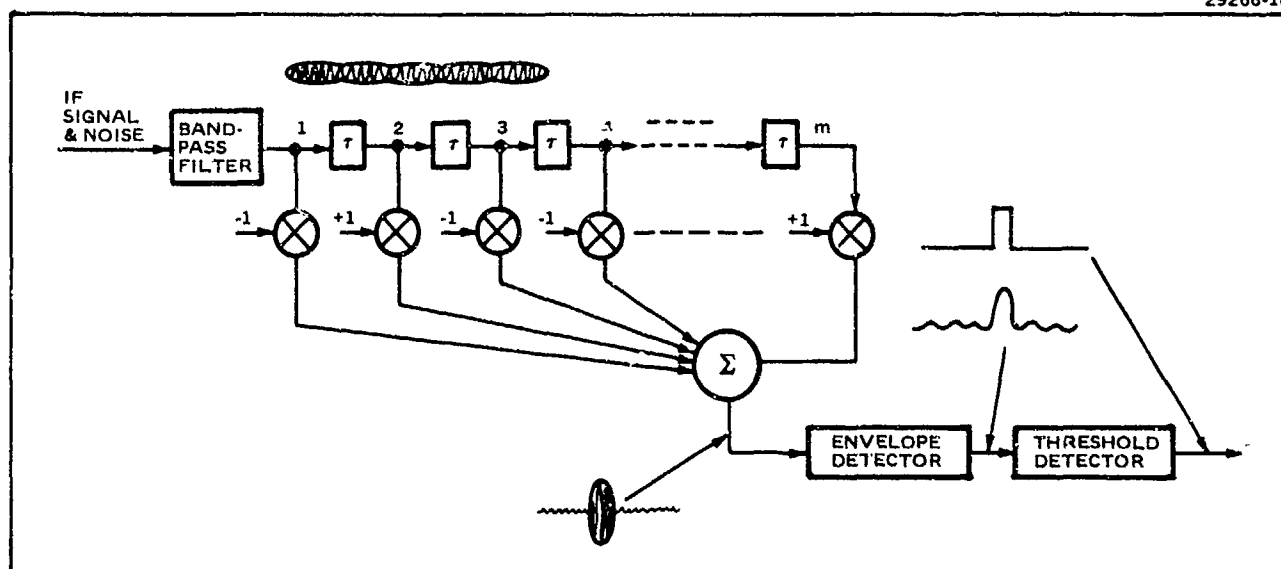 IF
SIGNAL
& NOISE
BAND-
PASS
FILTER
1 τ 2 τ 3 τ τ m
-1 +1 -1 -1 +1
Σ
ENVELOPE
DETECTOR
THRESHOLD
DETECTOR